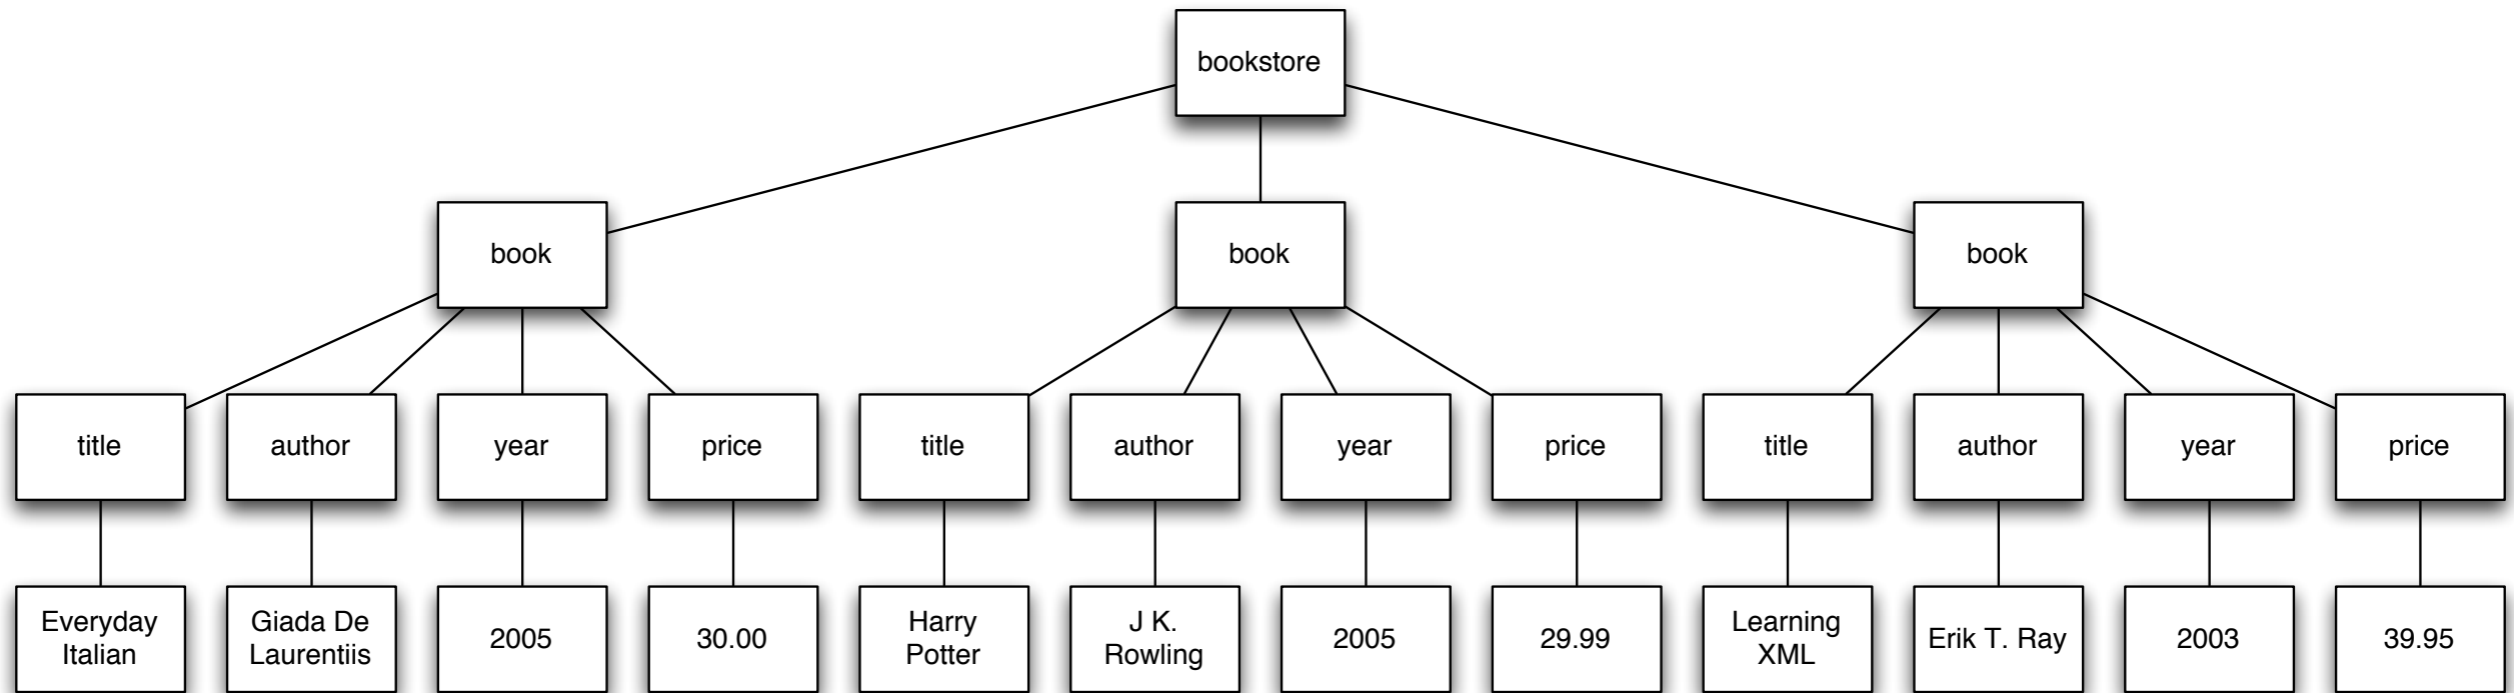 bookstore
book
book
book
title
author
year
price
title
author
year
price
title
author
year
price
Everyday
Italian
Giada De
Laurentiis
2005
30.00
Harry
Potter
J K.
Rowling
2005
29.99
Learning
XML
Erik T. Ray
2003
39.95